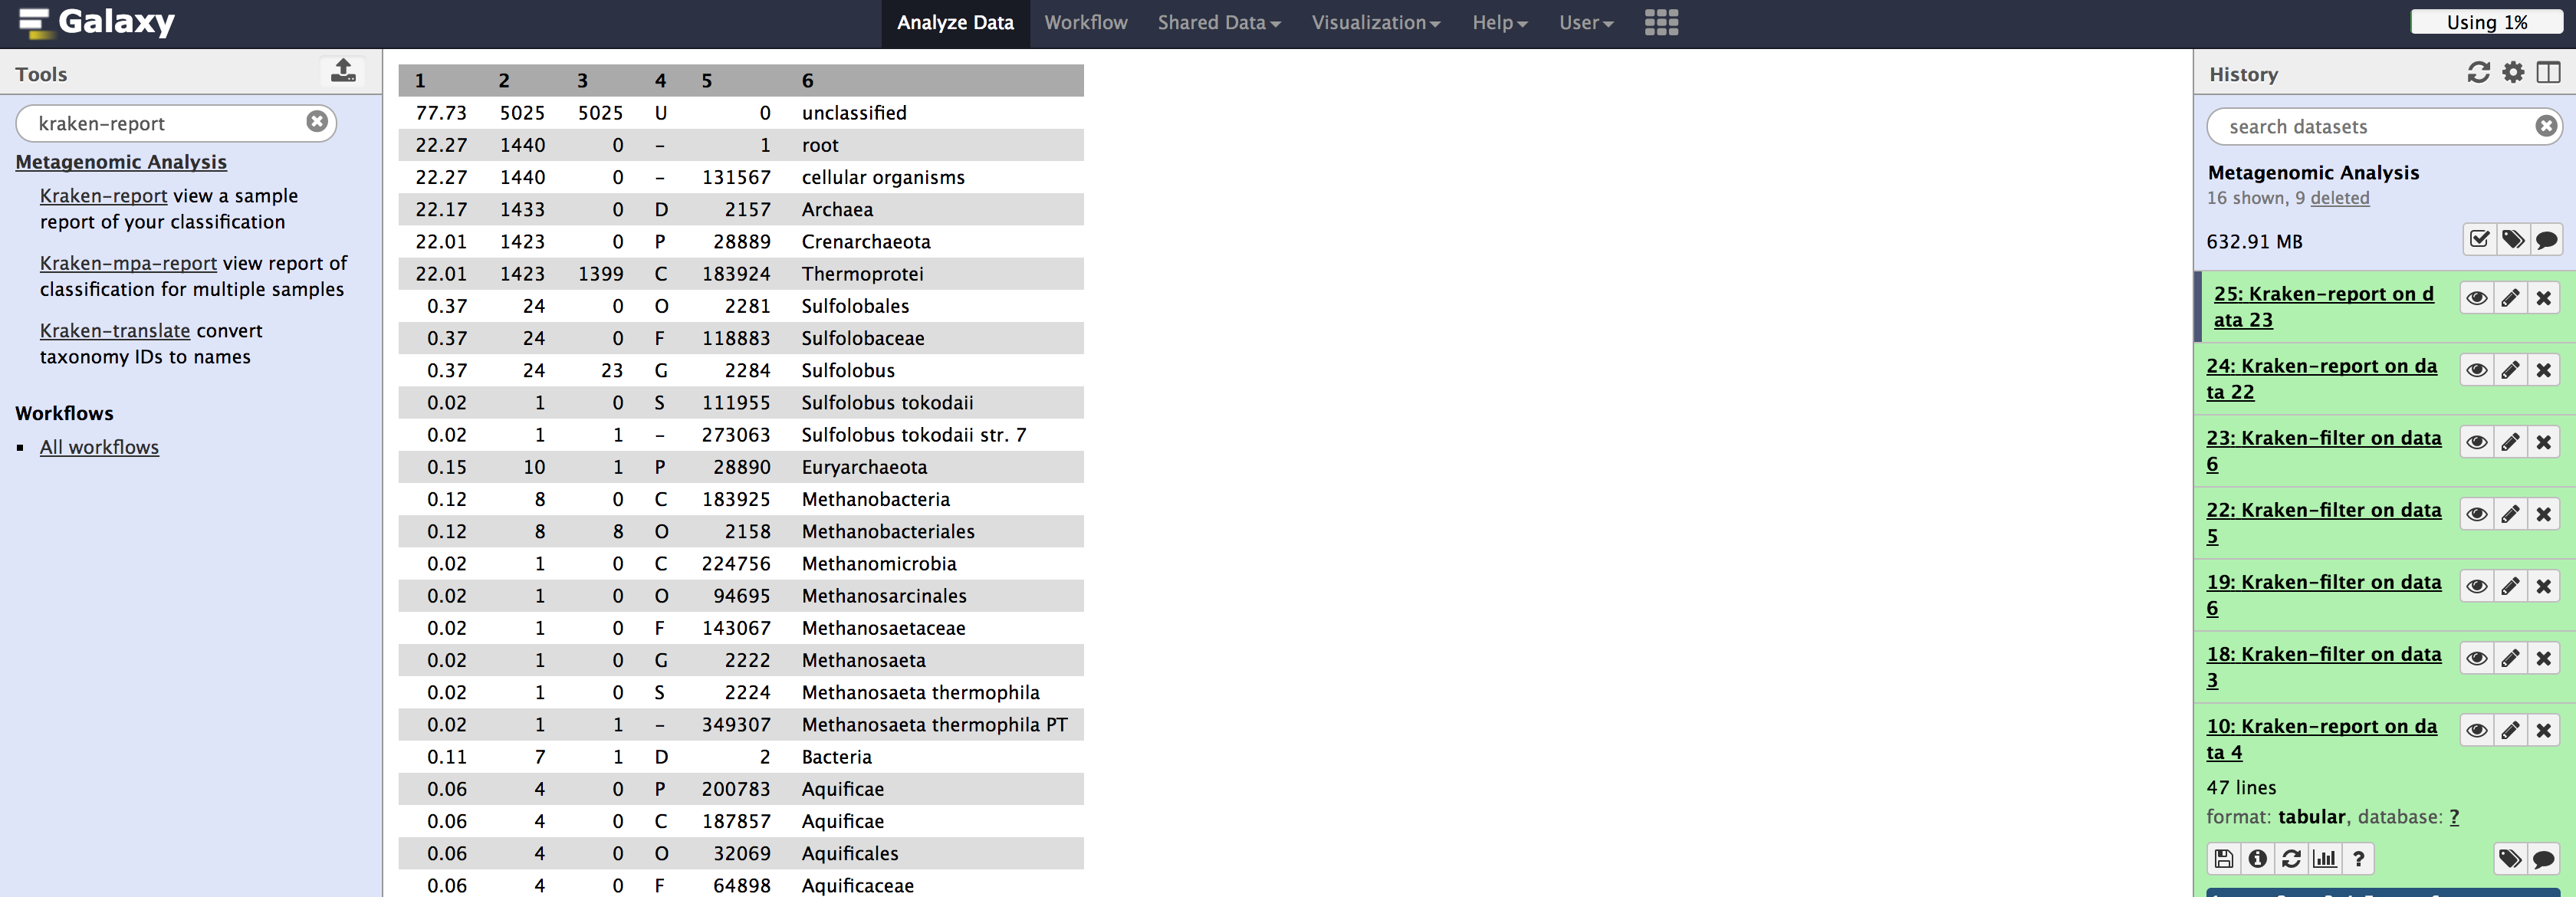 Galaxy
Analyze Data Workflow Shared Data Visualization Help User
Using 1%
Tools
kraken-report
Metagenomic Analysis
Kraken-report view a sample
report of your classification
Kraken-mpa-report view report of
classification for multiple samples
Kraken-translate convert
taxonomy IDs to names
Workflows
All workflows
1 2 3 4 5 6
77.73 5025 5025 U 0 unclassified
22.27 1440 0 - 1 root
22.27 1440 0 - 131567 cellular organisms
22.17 1433 0 D 2157 Archaea
22.01 1423 0 P 28889 Crenarchaeota
22.01 1423 1399 C 183924 Thermoprotei
0.37 24 0 O 2281 Sulfolobales
0.37 24 0 F 118883 Sulfolobaceae
0.37 24 23 G 2284 Sulfolobus
0.02 1 0 S 111955 Sulfolobus tokodaii
0.02 1 1 - 273063 Sulfolobus tokodaii str. 7
0.15 10 1 P 28890 Euryarchaeota
0.12 8 0 C 183925 Methanobacteria
0.12 8 8 O 2158 Methanobacteriales
0.02 1 0 C 224756 Methanomicrobia
0.02 1 0 O 94695 Methanosarcinales
0.02 1 0 F 143067 Methanosaetaceae
0.02 1 0 G 2222 Methanosaeta
0.02 1 0 S 2224 Methanosaeta thermophila
0.02 1 1 - 349307 Methanosaeta thermophila PT
0.11 7 1 D 2 Bacteria
0.06 4 0 P 200783 Aquificae
0.06 4 0 C 187857 Aquificae
0.06 4 0 O 32069 Aquificales
0.06 4 0 F 64898 Aquificaceae
History
search datasets
Metagenomic Analysis
16 shown, 9 deleted
632.91 MB
25: Kraken-report on d
ata 23
24: Kraken-report on da
ta 22
23: Kraken-filter on data
6
22: Kraken-filter on data
5
19: Kraken-filter on data
6
18: Kraken-filter on data
3
10: Kraken-report on da
ta 4
47 lines
format: tabular, database: ?
?